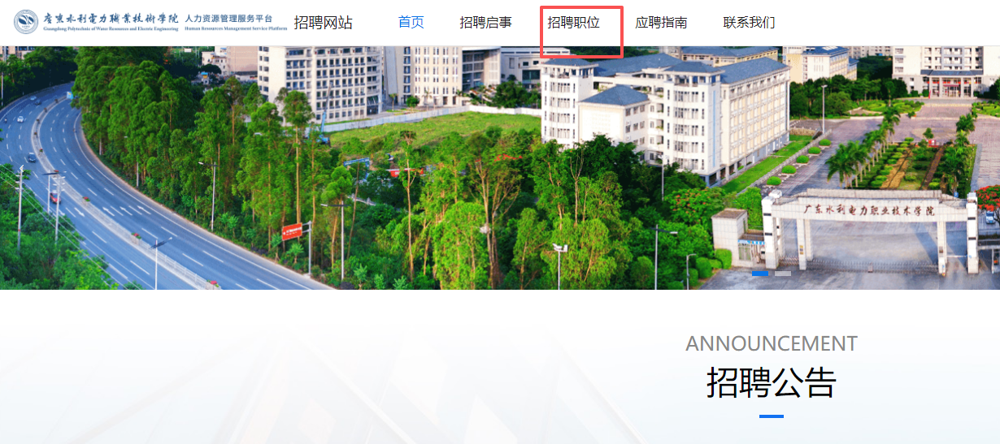 廣東水利電力職業技術學院 人力资源管理服务平台
Guangdong Polytechnic of Water Resources and Electric Engineering Human Resources Management Service Platform
招聘网站 首页 招聘启事 招聘职位 应聘指南 联系我们
广东水利电力职业技术学院
ANNOUNCEMENT
招聘公告